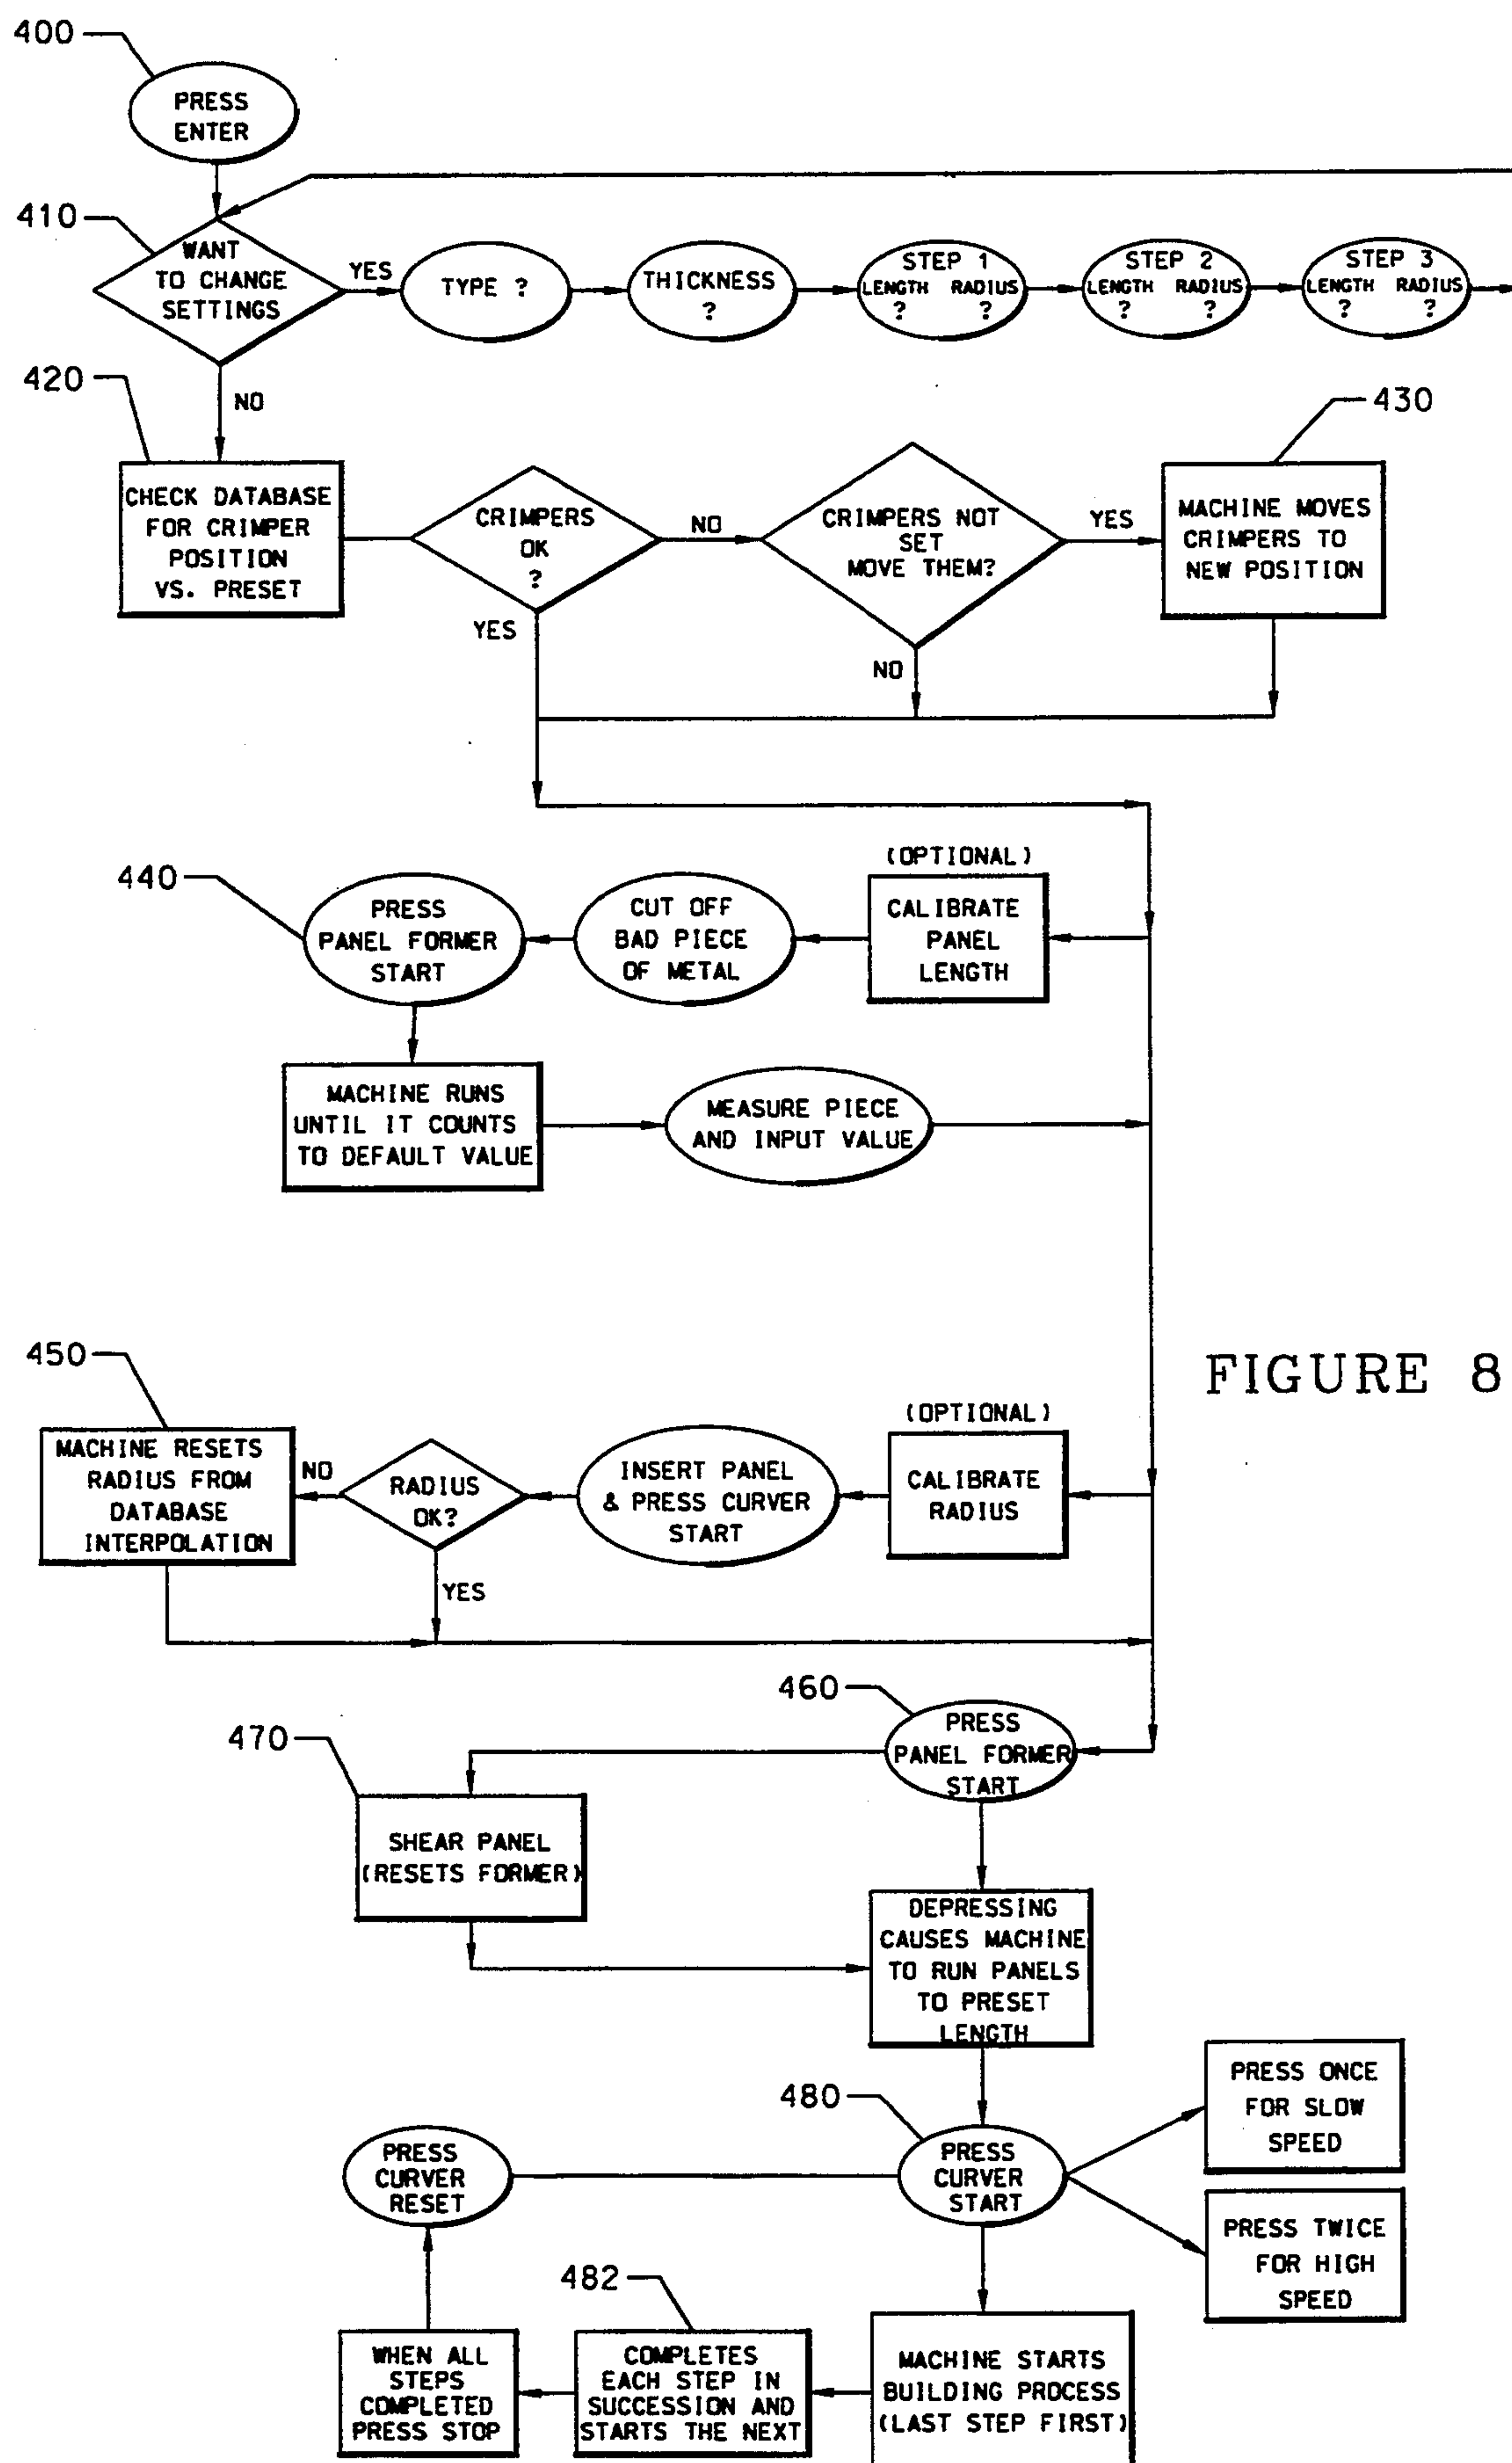 400
PRESS
ENTER
410
WANT
TO CHANGE
SETTINGS
YES
TYPE ?
THICKNESS
?
STEP 1
LENGTH RADIUS
? ?
STEP 2
LENGTH RADIUS
? ?
STEP 3
LENGTH RADIUS
? ?
NO
420
CHECK DATABASE
FOR CRIMPER
POSITION
VS. PRESET
CRIMPERS
OK
?
NO
YES
CRIMPERS NOT
SET
MOVE THEM?
YES
NO
430
MACHINE MOVES
CRIMPERS TO
NEW POSITION
(OPTIONAL)
CALIBRATE
PANEL
LENGTH
CUT OFF
BAD PIECE
OF METAL
440
PRESS
PANEL FORMER
START
MACHINE RUNS
UNTIL IT COUNTS
TO DEFAULT VALUE
MEASURE PIECE
AND INPUT VALUE
FIGURE 8
(OPTIONAL)
CALIBRATE
RADIUS
INSERT PANEL
& PRESS CURVER
START
RADIUS
OK?
NO
YES
450
MACHINE RESETS
RADIUS FROM
DATABASE
INTERPOLATION
460
PRESS
PANEL FORMER
START
470
SHEAR PANEL
(RESETS FORMER)
DEPRESSING
CAUSES MACHINE
TO RUN PANELS
TO PRESET
LENGTH
480
PRESS
CURVER
START
PRESS ONCE
FOR SLOW
SPEED
PRESS TWICE
FOR HIGH
SPEED
MACHINE STARTS
BUILDING PROCESS
(LAST STEP FIRST)
482
COMPLETES
EACH STEP IN
SUCCESSION AND
STARTS THE NEXT
WHEN ALL
STEPS
COMPLETED
PRESS STOP
PRESS
CURVER
RESET